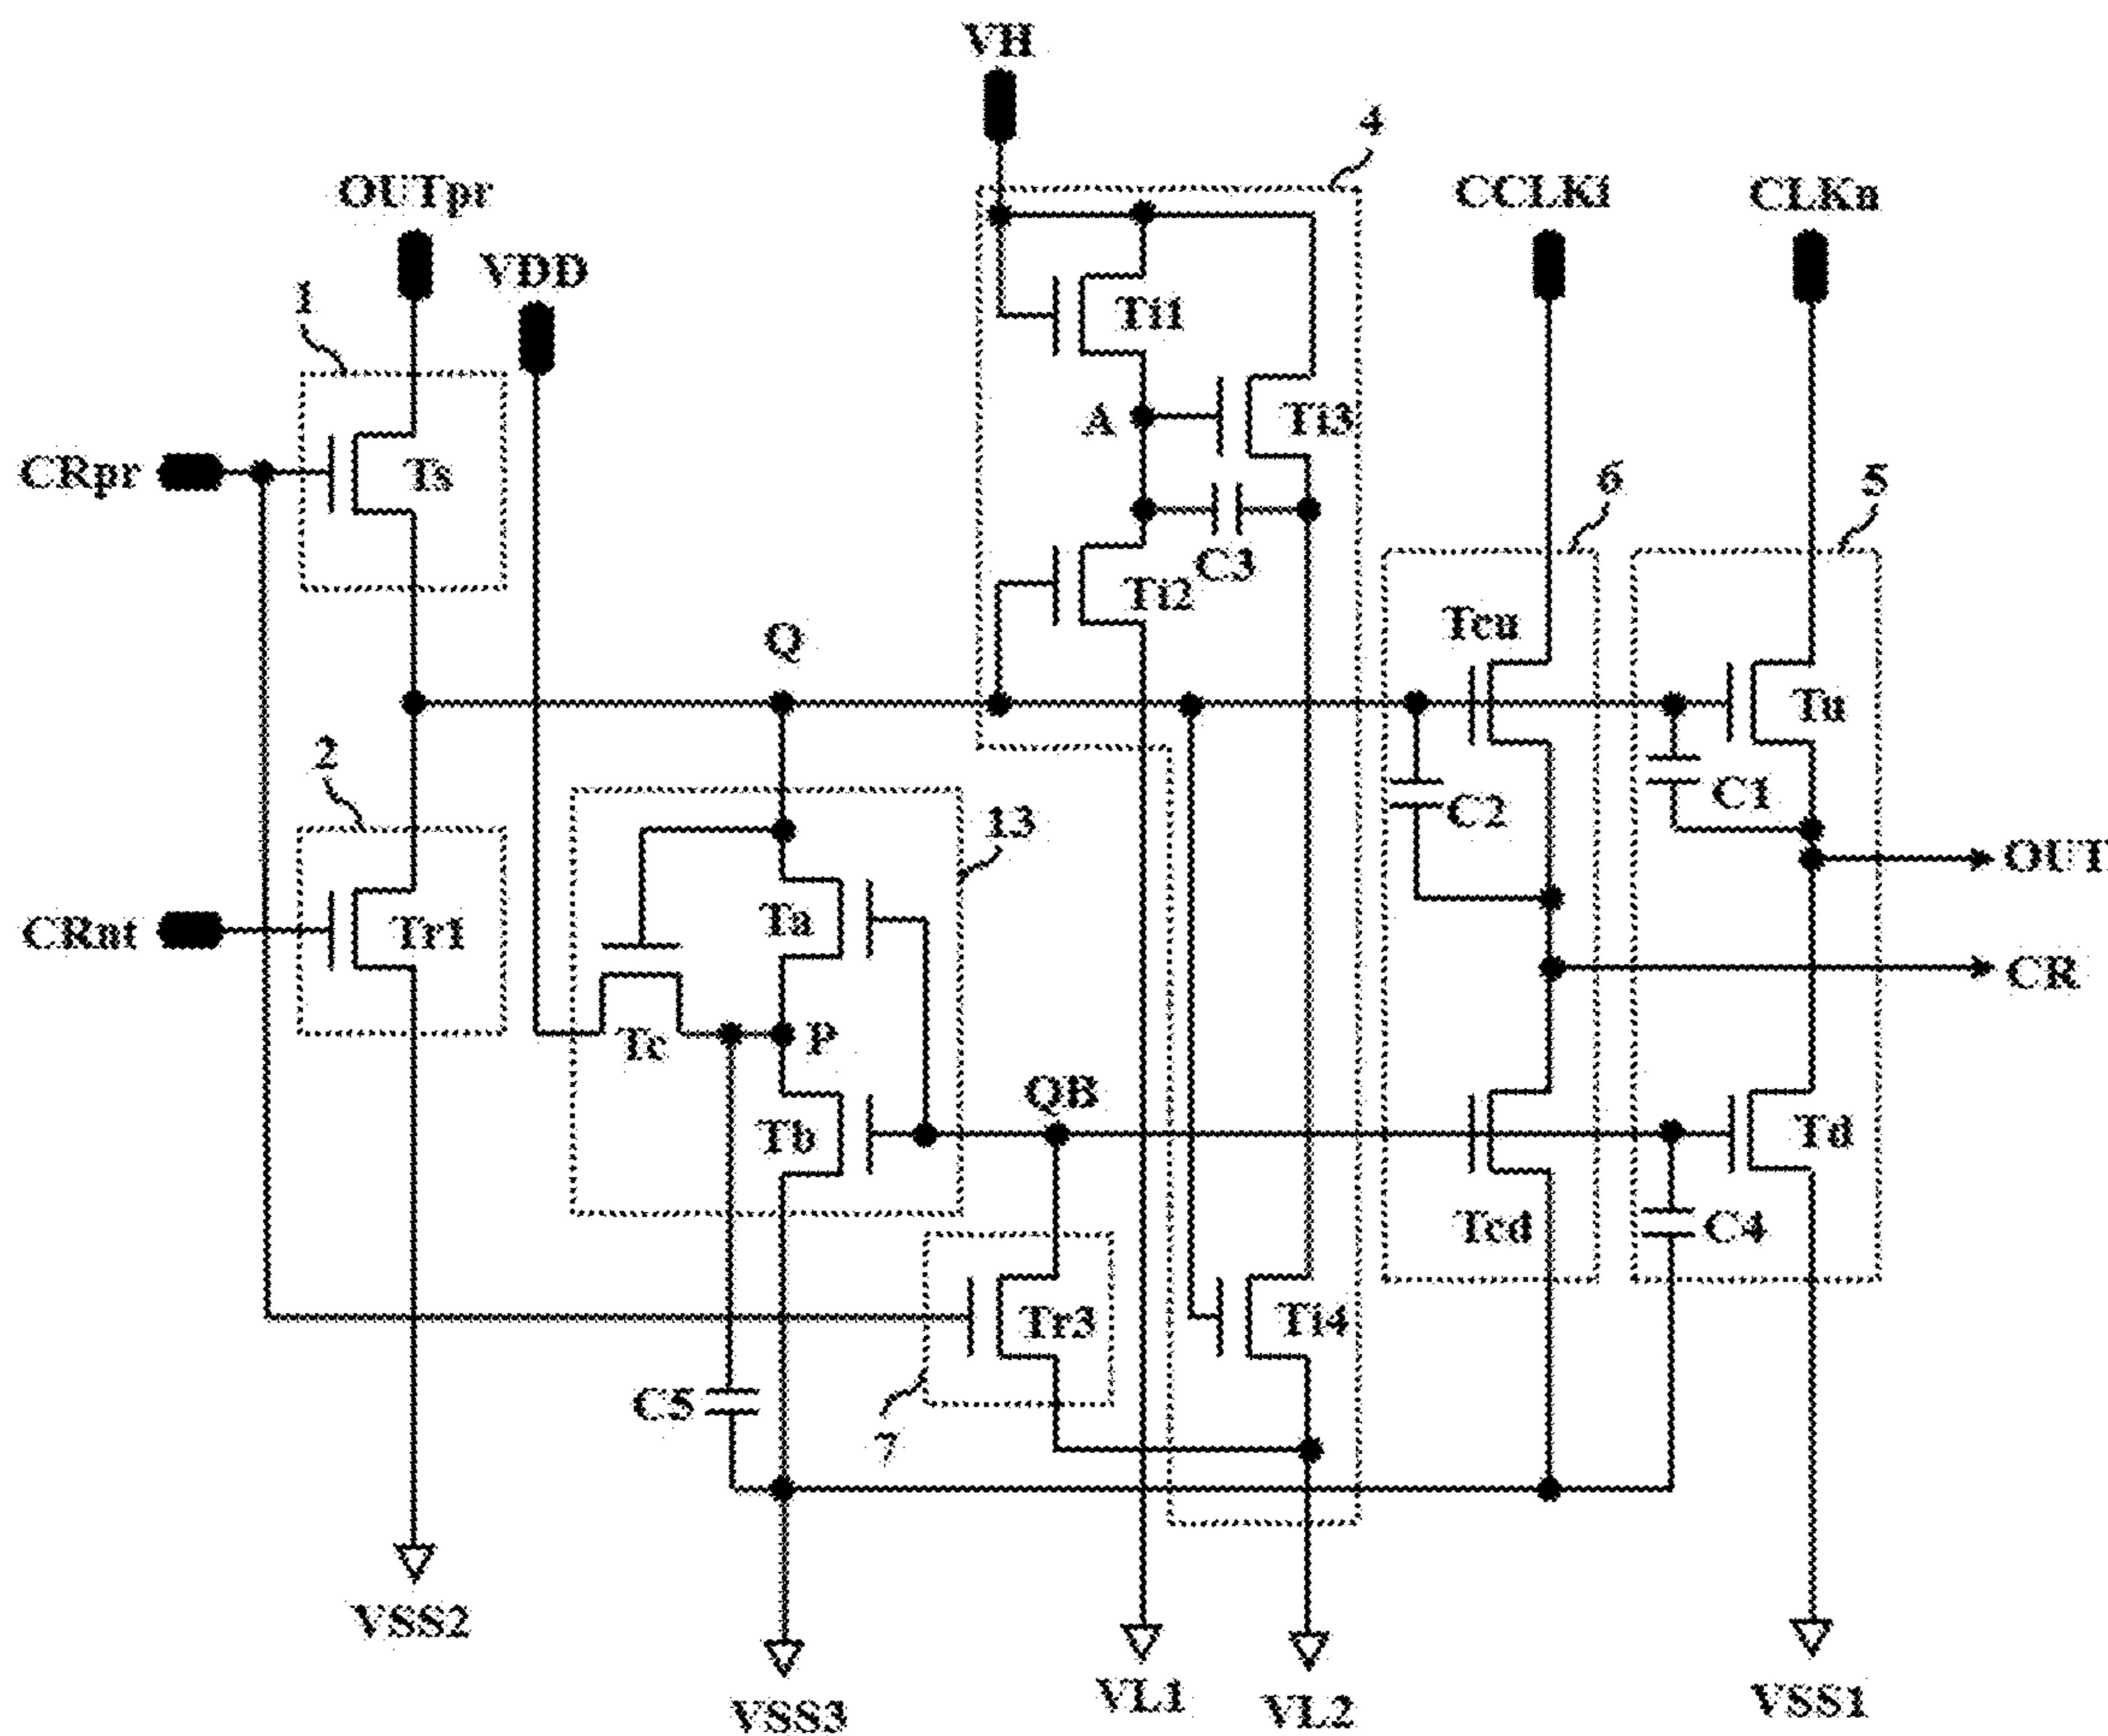 VH
4
OUTpr
CCLKi
CLKn
VDD
1
Ti1
A
Ti3
CRpr
Ts
6
5
C3
Ti2
Tcu
Q
Tu
2
C2
C1
13
OUT
Ta
CRnt
Tr1
CR
Tc
P
QB
Tb
Td
Tcd
C4
Tr3
Ti4
C5
7
VSS2
VSS3
VL1
VL2
VSS1